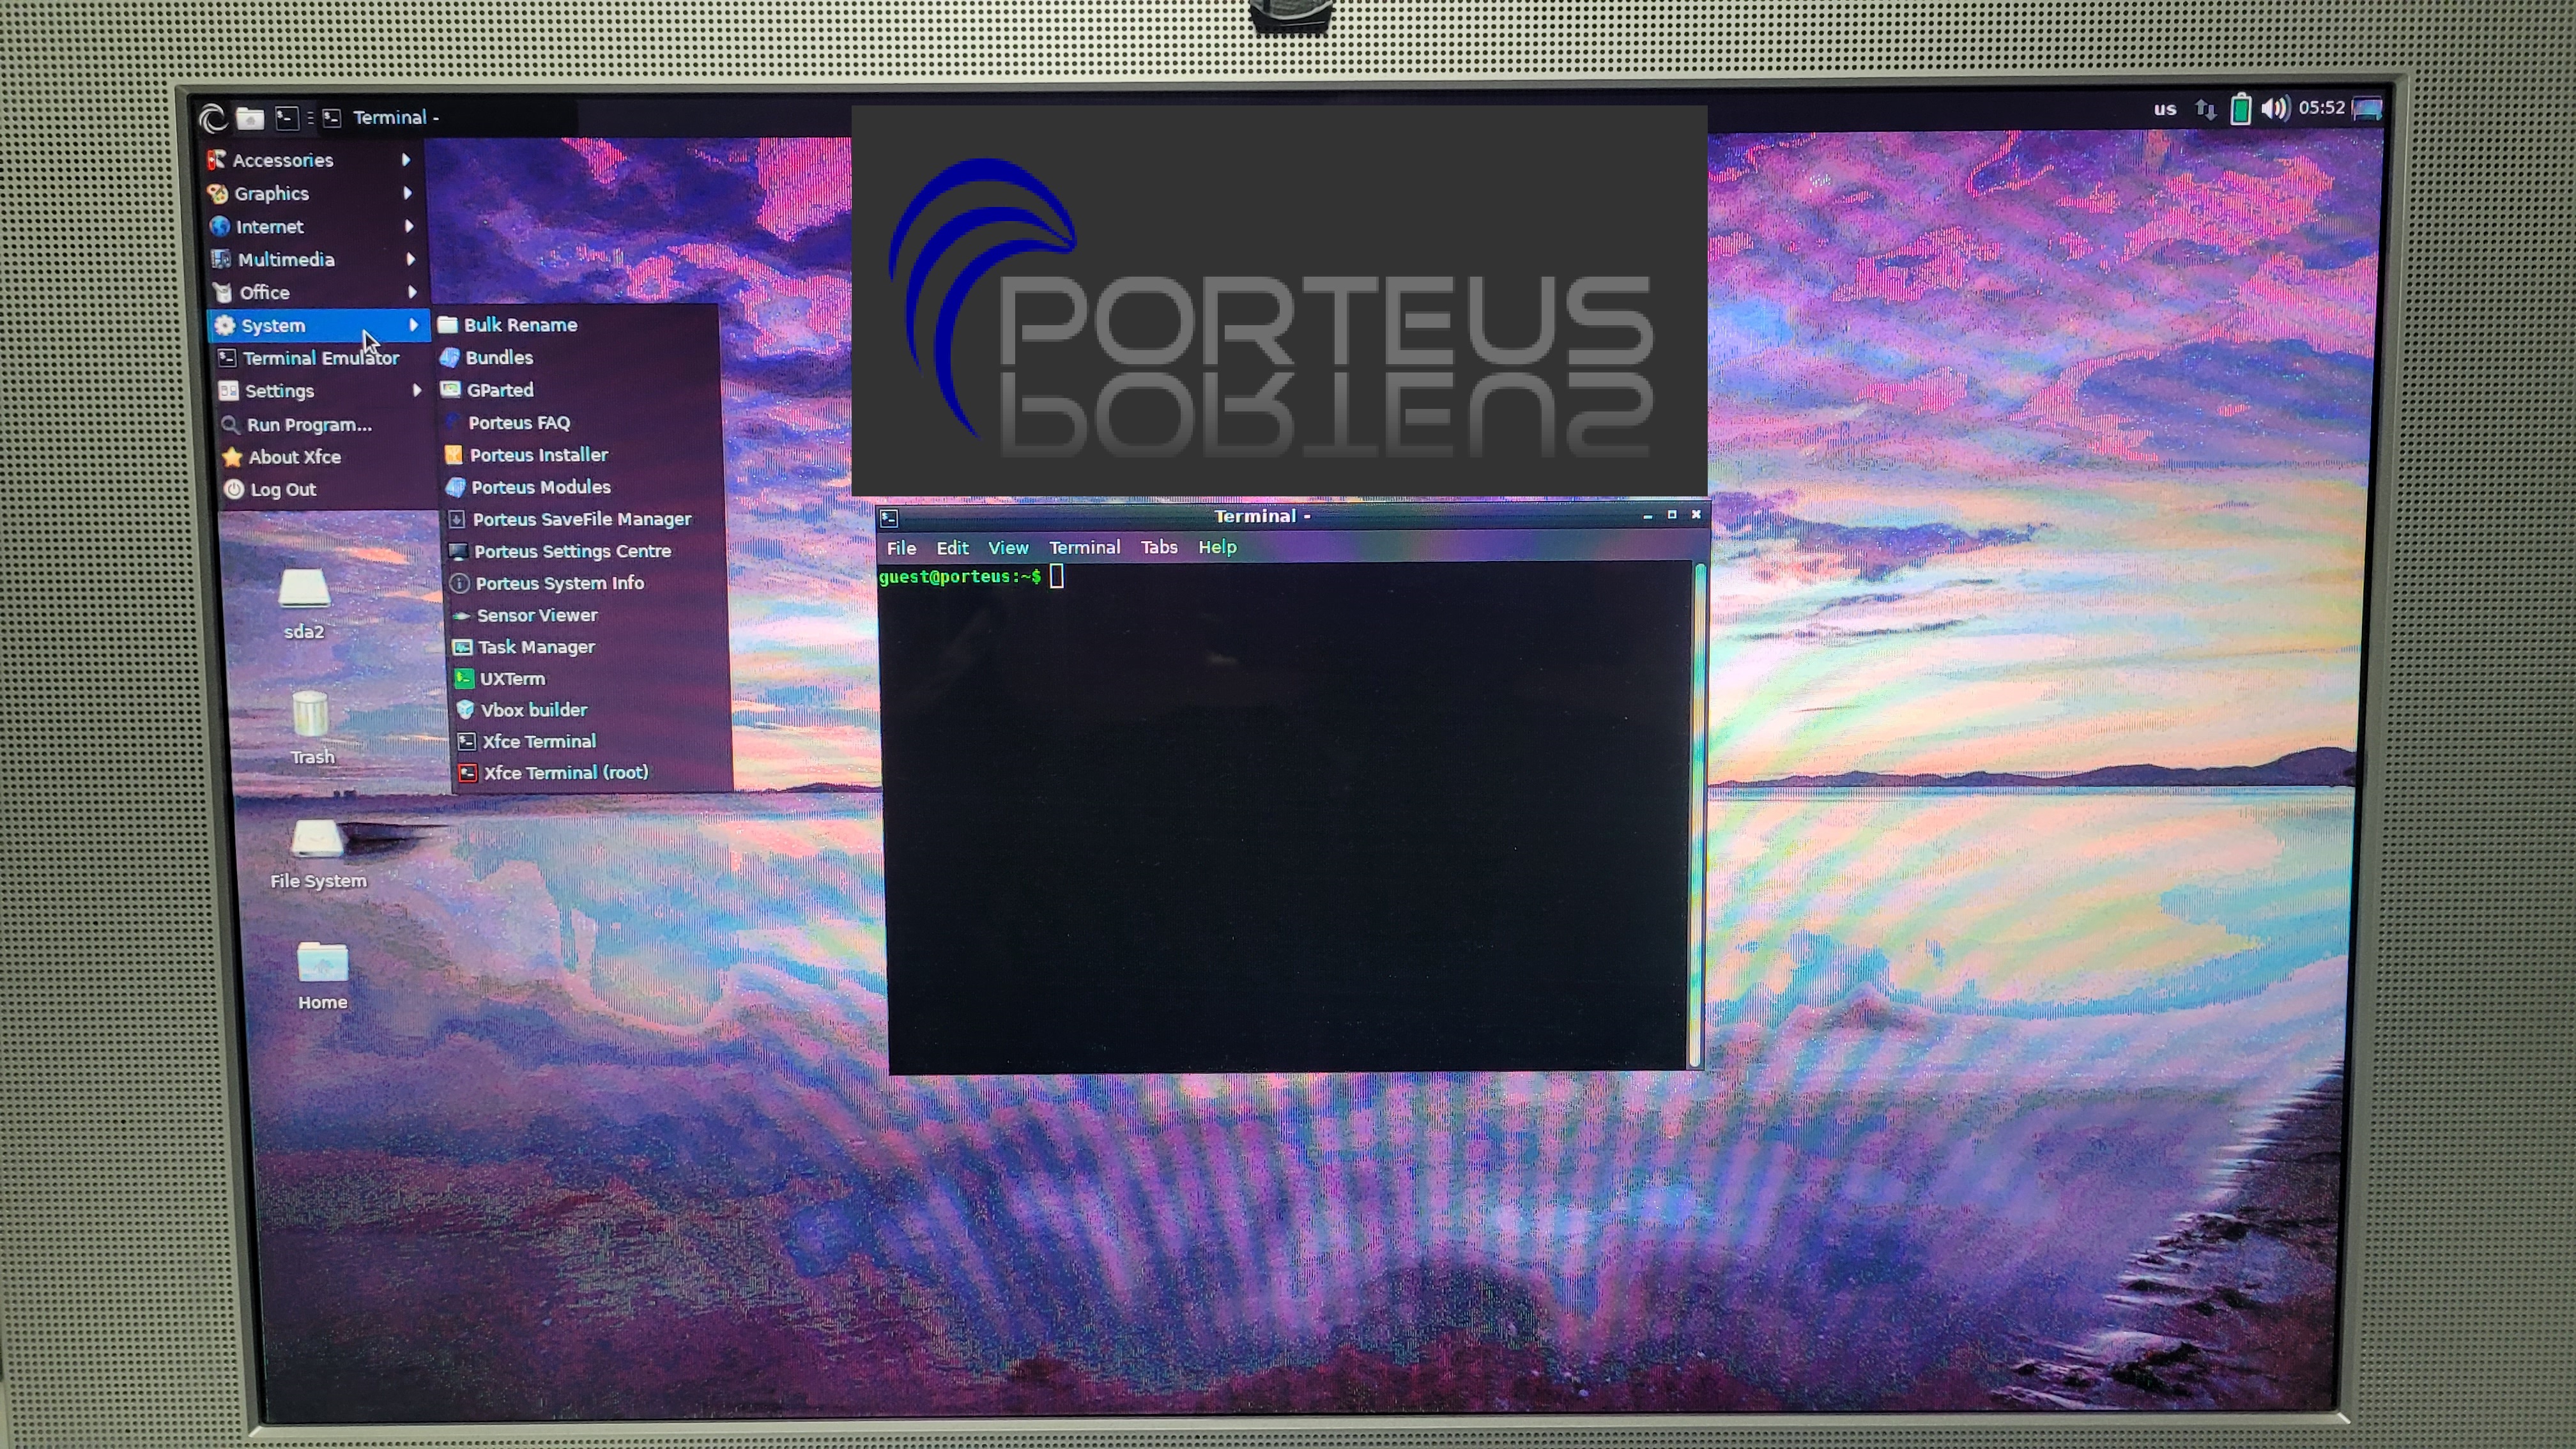 Terminal -
us
05:52
Accessories
Graphics
Internet
Multimedia
Office
System
Terminal Emulator
Settings
Run Program...
About Xfce
Log Out
Bulk Rename
Bundles
GParted
Porteus FAQ
Porteus Installer
Porteus Modules
Porteus SaveFile Manager
Porteus Settings Centre
Porteus System Info
Sensor Viewer
Task Manager
UXTerm
Vbox builder
Xfce Terminal
Xfce Terminal (root)
sda2
Trash
File System
Home
PORTEUS
Terminal -
File Edit View Terminal Tabs Help
guest@porteus:~$